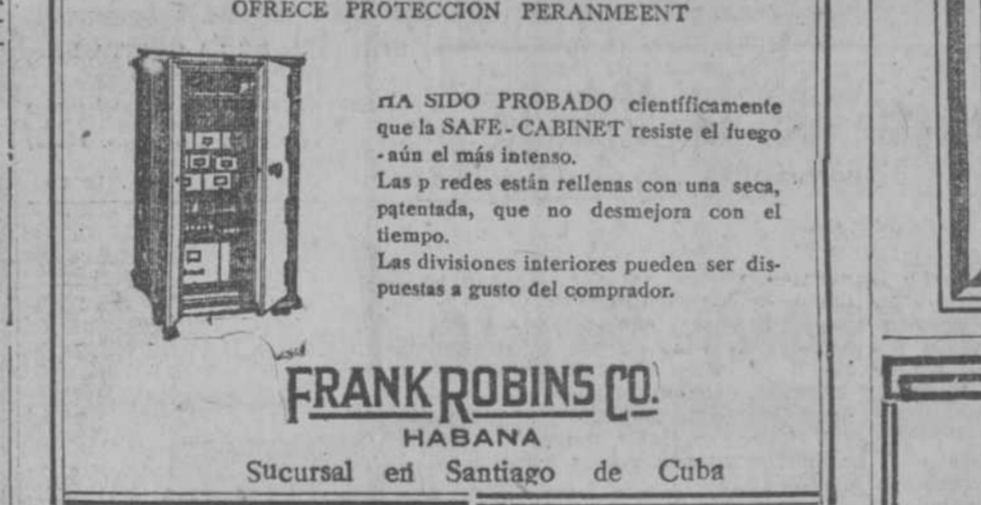 OFRECE PROTECCION PERANMEENT
HA SIDO PROBADO científicamente
que la SAFE-CABINET resiste el fuego
-aún el más intenso.
Las p redes están rellenas con una seca,
patentada, que no desmejora con el
tiempo.
Las divisiones interiores pueden ser dis-
puestas a gusto del comprador.
FRANK ROBINS CO.
HABANA
Sucursal en Santiago de Cuba